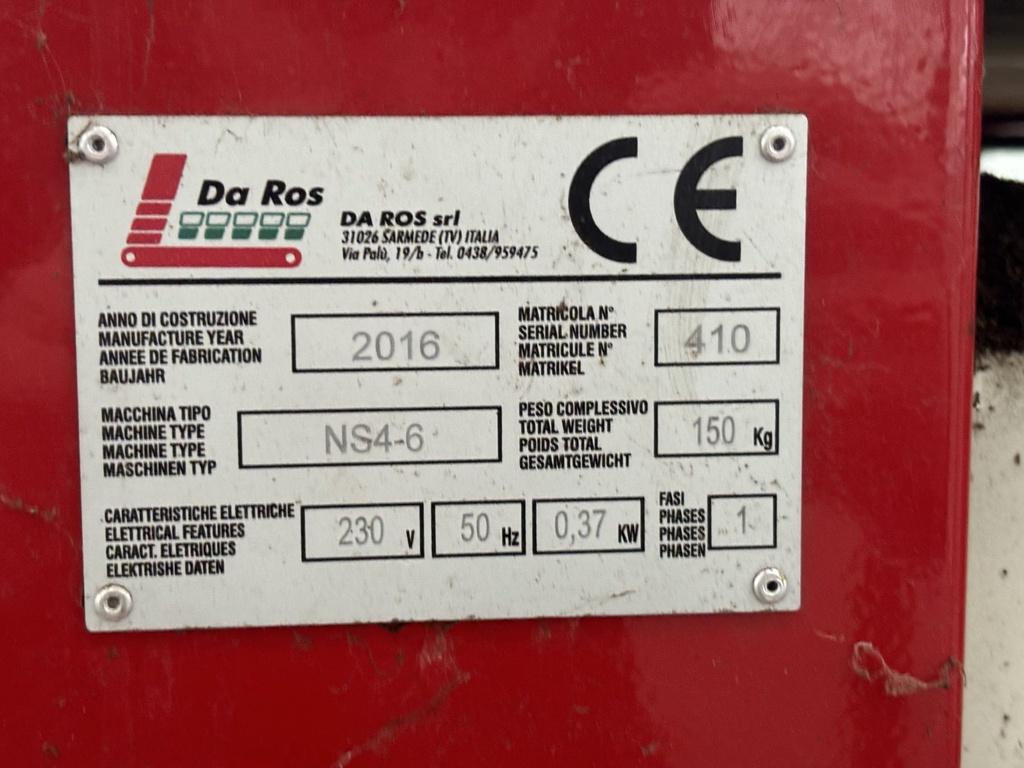 Da Ros
DA ROS srl
31026 SARMEDE (TV) ITALIA
Via Palù, 19/b - Tel. 0438/959475
CE
ANNO DI COSTRUZIONE
MANUFACTURE YEAR
ANNEE DE FABRICATION
BAUJAHR
2016
MATRICOLA N°
SERIAL NUMBER
MATRICULE N°
MATRIKEL
410
MACCHINA TIPO
MACHINE TYPE
MACHINE TYPE
MASCHINEN TYP
NS4-6
PESO COMPLESSIVO
TOTAL WEIGHT
POIDS TOTAL
GESAMTGEWICHT
150 Kg
CARATTERISTICHE ELETTRICHE
ELETTRICAL FEATURES
CARACT. ELETRIQUES
ELEKTRISHE DATEN
230 V
50 Hz
0,37 KW
FASI
PHASES
PHASES
PHASEN
1